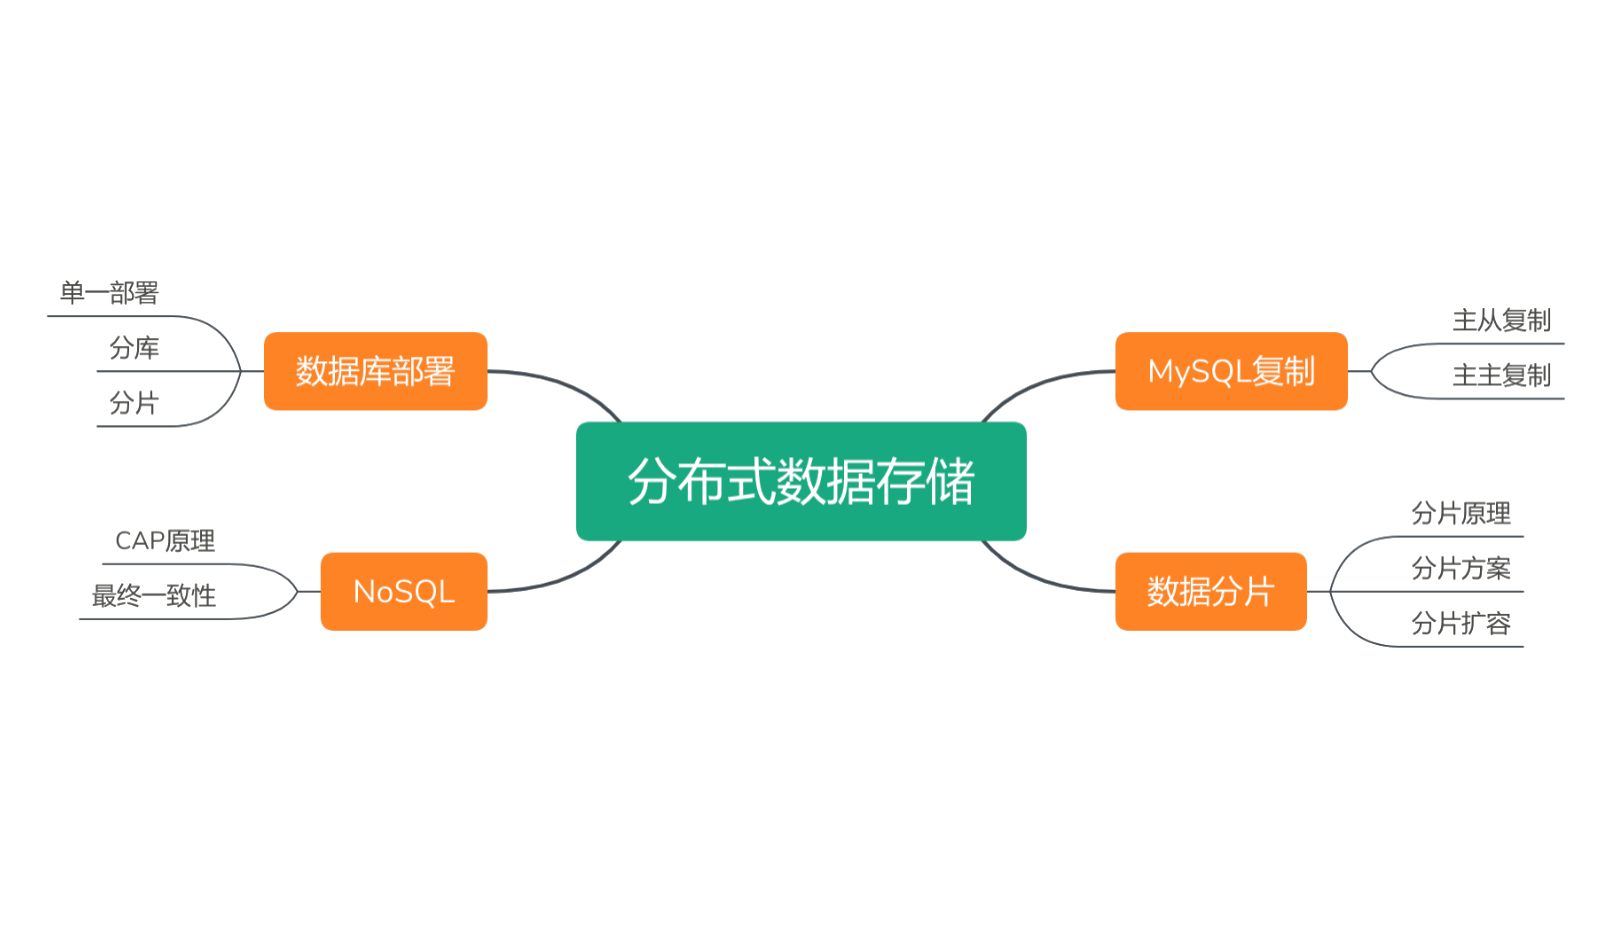 分布式数据存储
MySQL复制
主从复制
主主复制
数据分片
分片原理
分片方案
分片扩容
数据库部署
单一部署
分库
分片
NoSQL
CAP原理
最终一致性